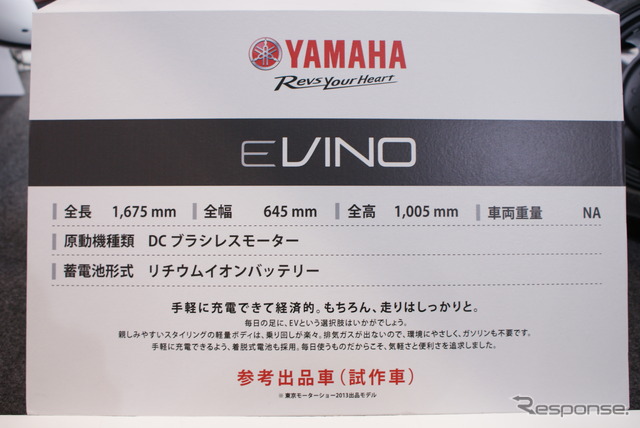 YAMAHA
Revs Your Heart
EVINO
全長 1,675 mm 全幅 645 mm 全高 1,005 mm 車両重量 NA
原動機種類 DC ブラシレスモーター
蓄電池形式 リチウムイオンバッテリー
手軽に充電できて経済的。もちろん、走りはしっかりと。
毎日の足に、EVという選択肢はいかがでしょう。
親しみやすいスタイリングの軽量ボディは、乗り回しが楽々。排気ガスが出ないので、環境にやさしく、ガソリンも不要です。
手軽に充電できるよう、着脱式電池も採用。毎日使うものだからこそ、気軽さと便利さを追求しました。
参考出品車（試作車）
※ 東京モーターショー2013出品モデル
Response.